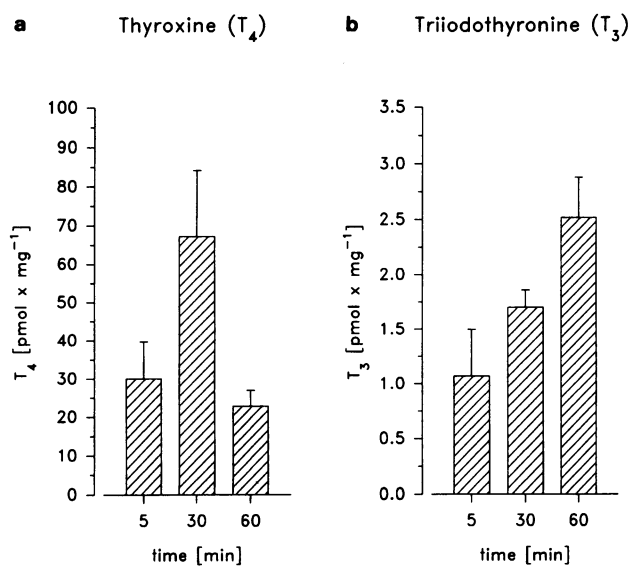 a Thyroxine (T4)
100
90
80
70
60
50
40
30
20
10
0
T4 [pmol x mg−1]
5 30 60
time [min]
b Triiodothyronine (T3)
3.5
3.0
2.5
2.0
1.5
1.0
0.5
0.0
T3 [pmol x mg−1]
5 30 60
time [min]